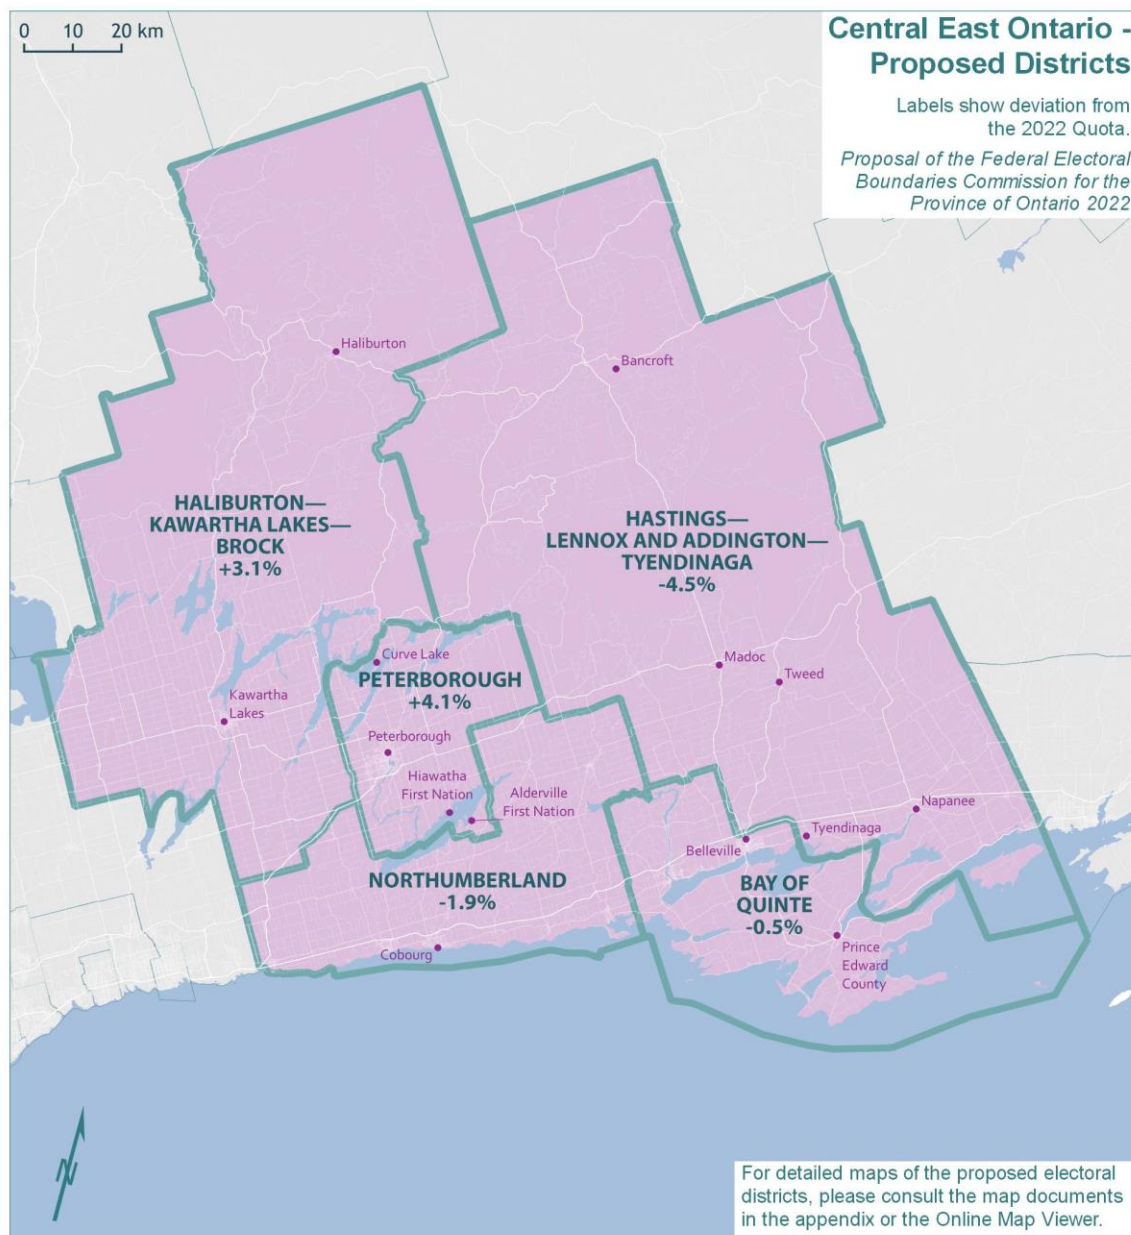 0 10 20 km
Central East Ontario -
Proposed Districts
Labels show deviation from
the 2022 Quota.
Proposal of the Federal Electoral
Boundaries Commission for the
Province of Ontario 2022
Haliburton
Bancroft
HALIBURTON—
KAWARTHA LAKES—
BROCK
+3.1%
HASTINGS—
LENNOX AND ADDINGTON—
TYENDINAGA
-4.5%
Curve Lake
Madoc
Tweed
PETERBOROUGH
+4.1%
Kawartha
Lakes
Peterborough
Hiawatha
First Nation
Alderville
First Nation
Napanee
Tyendinaga
Belleville
NORTHUMBERLAND
-1.9%
BAY OF
QUINTE
-0.5%
Cobourg
Prince
Edward
County
N
For detailed maps of the proposed electoral
districts, please consult the map documents
in the appendix or the Online Map Viewer.